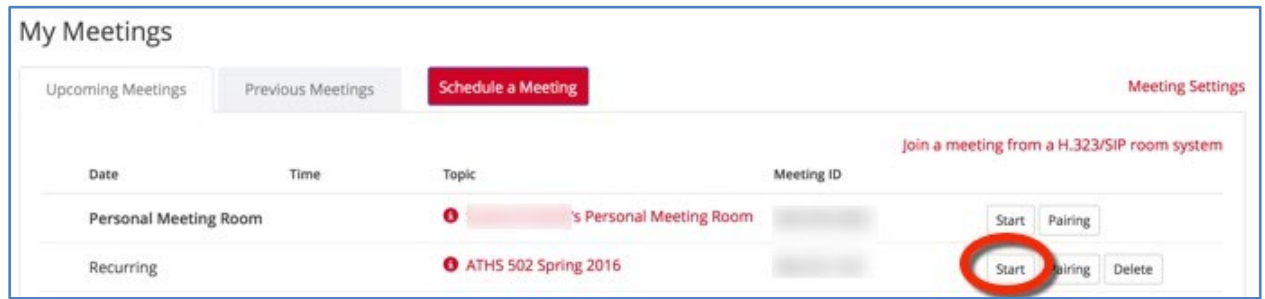 My Meetings
Upcoming Meetings Previous Meetings Schedule a Meeting Meeting Settings
Join a meeting from a H.323/SIP room system
Date Time Topic Meeting ID
Personal Meeting Room 's Personal Meeting Room Start Pairing
Recurring ATHS 502 Spring 2016 Start Pairing Delete